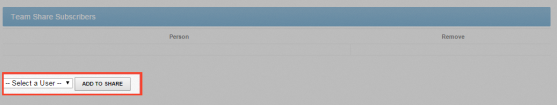 Team Share Subscribers
Person Remove
-- Select a User -- ADD TO SHARE